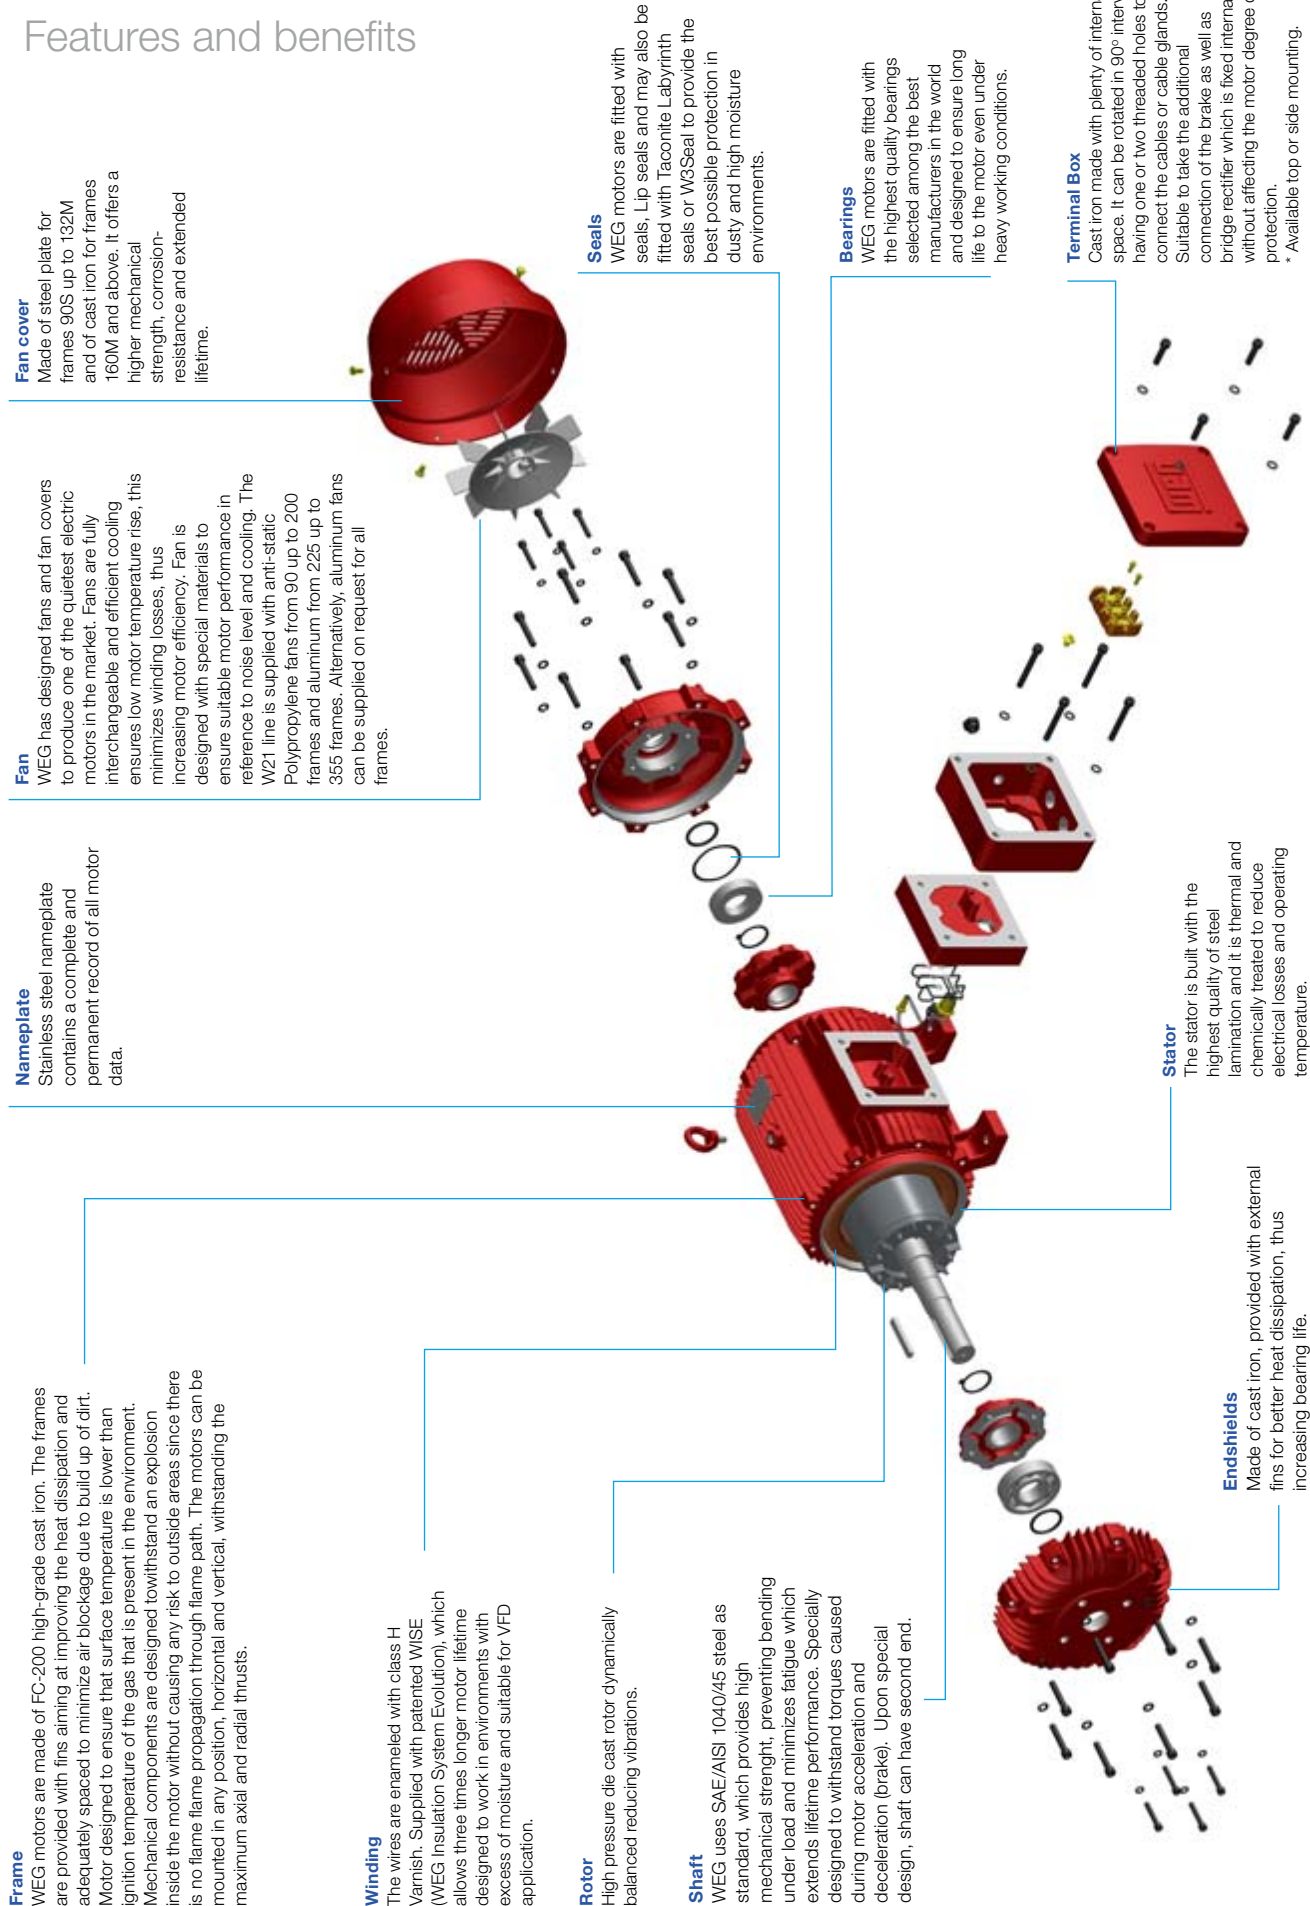 Features and benefits
Frame
WEG motors are made of FC-200 high-grade cast iron. The frames
are provided with fins aiming at improving the heat dissipation and
adequately spaced to minimize air blockage due to build up of dirt.
Motor designed to ensure that surface temperature is lower than
ignition temperature of the gas that is present in the environment.
Mechanical components are designed towithstand an explosion
inside the motor without causing any risk to outside areas since there
is no flame propagation through flame path. The motors can be
mounted in any position, horizontal and vertical, withstanding the
maximum axial and radial thrusts.
Nameplate
Stainless steel nameplate
contains a complete and
permanent record of all motor
data.
Fan
WEG has designed fans and fan covers
to produce one of the quietest electric
motors in the market. Fans are fully
interchangeable and efficient cooling
ensures low motor temperature rise, this
minimizes winding losses, thus
increasing motor efficiency. Fan is
designed with special materials to
ensure suitable motor performance in
reference to noise level and cooling. The
W21 line is supplied with anti-static
Polypropylene fans from 90 up to 200
frames and aluminum from 225 up to
355 frames. Alternatively, aluminum fans
can be supplied on request for all
frames.
Fan cover
Made of steel plate for
frames 90S up to 132M
and of cast iron for frames
160M and above. It offers a
higher mechanical
strength, corrosion-
resistance and extended
lifetime.
Winding
The wires are enameled with class H
Varnish. Supplied with patented WISE
(WEG Insulation System Evolution), which
allows three times longer motor lifetime
designed to work in environments with
excess of moisture and suitable for VFD
application.
Rotor
High pressure die cast rotor dynamically
balanced reducing vibrations.
Shaft
WEG uses SAE/AISI 1040/45 steel as
standard, which provides high
mechanical strenght, preventing bending
under load and minimizes fatigue which
extends lifetime performance. Specially
designed to withstand torques caused
during motor acceleration and
deceleration (brake). Upon special
design, shaft can have second end.
Seals
WEG motors are fitted with
seals, Lip seals and may also be
fitted with Taconite Labyrinth
seals or W3Seal to provide the
best possible protection in
dusty and high moisture
environments.
Bearings
WEG motors are fitted with
the highest quality bearings
selected among the best
manufacturers in the world
and designed to ensure long
life to the motor even under
heavy working conditions.
Terminal Box
Cast iron made with plenty of
space. It can be rotated in 90º
having one or two threaded holes to
connect the cables or cable glands.
Suitable to take the additional
connection of the brake as well as
bridge rectifier which is fixed
without affecting the motor degree
protection.
* Available top or side mounting.
weg
Stator
The stator is built with the
highest quality of steel
lamination and it is thermal and
chemically treated to reduce
electrical losses and operating
temperature.
Endshields
Made of cast iron, provided with external
fins for better heat dissipation, thus
increasing bearing life.